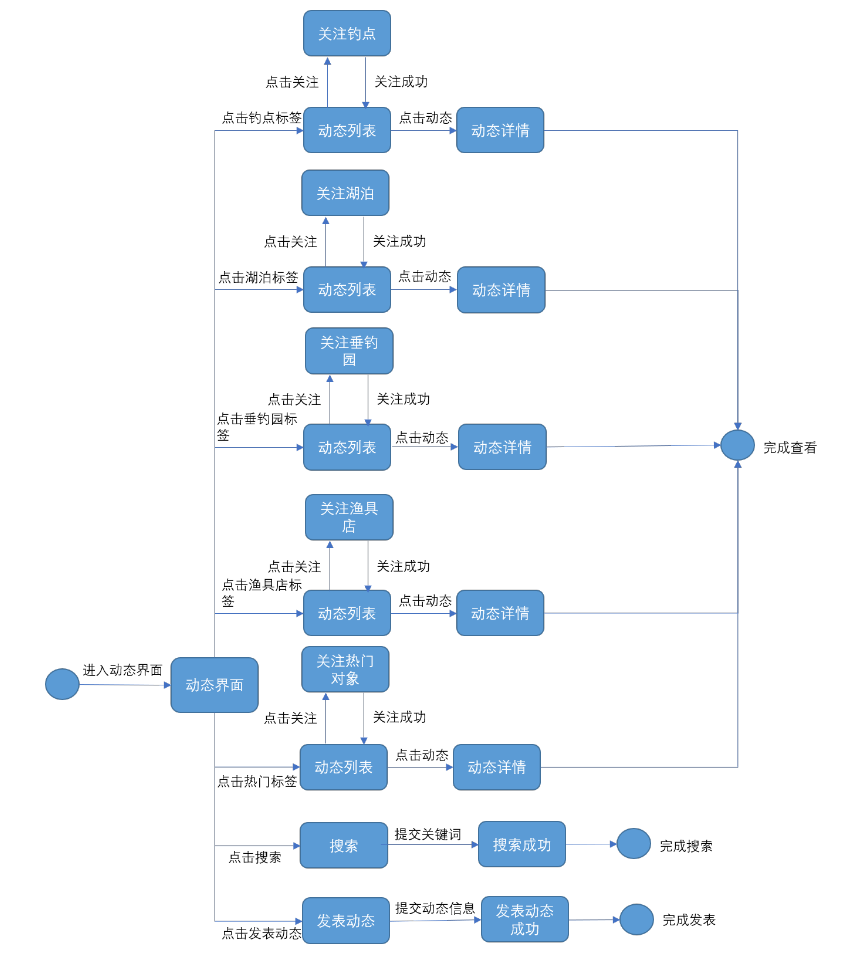 关注钓点
点击关注
关注成功
点击钓点标签
动态列表
点击动态
动态详情
关注湖泊
点击关注
关注成功
点击湖泊标签
动态列表
点击动态
动态详情
关注垂钓
园
点击关注
关注成功
点击垂钓园标
签
动态列表
点击动态
动态详情
完成查看
关注渔具
店
点击关注
关注成功
点击渔具店标
签
动态列表
点击动态
动态详情
进入动态界面
动态界面
关注热门
对象
点击关注
关注成功
点击热门标签
动态列表
点击动态
动态详情
点击搜索
搜索
提交关键词
搜索成功
完成搜索
点击发表动态
发表动态
提交动态信息
发表动态
成功
完成发表